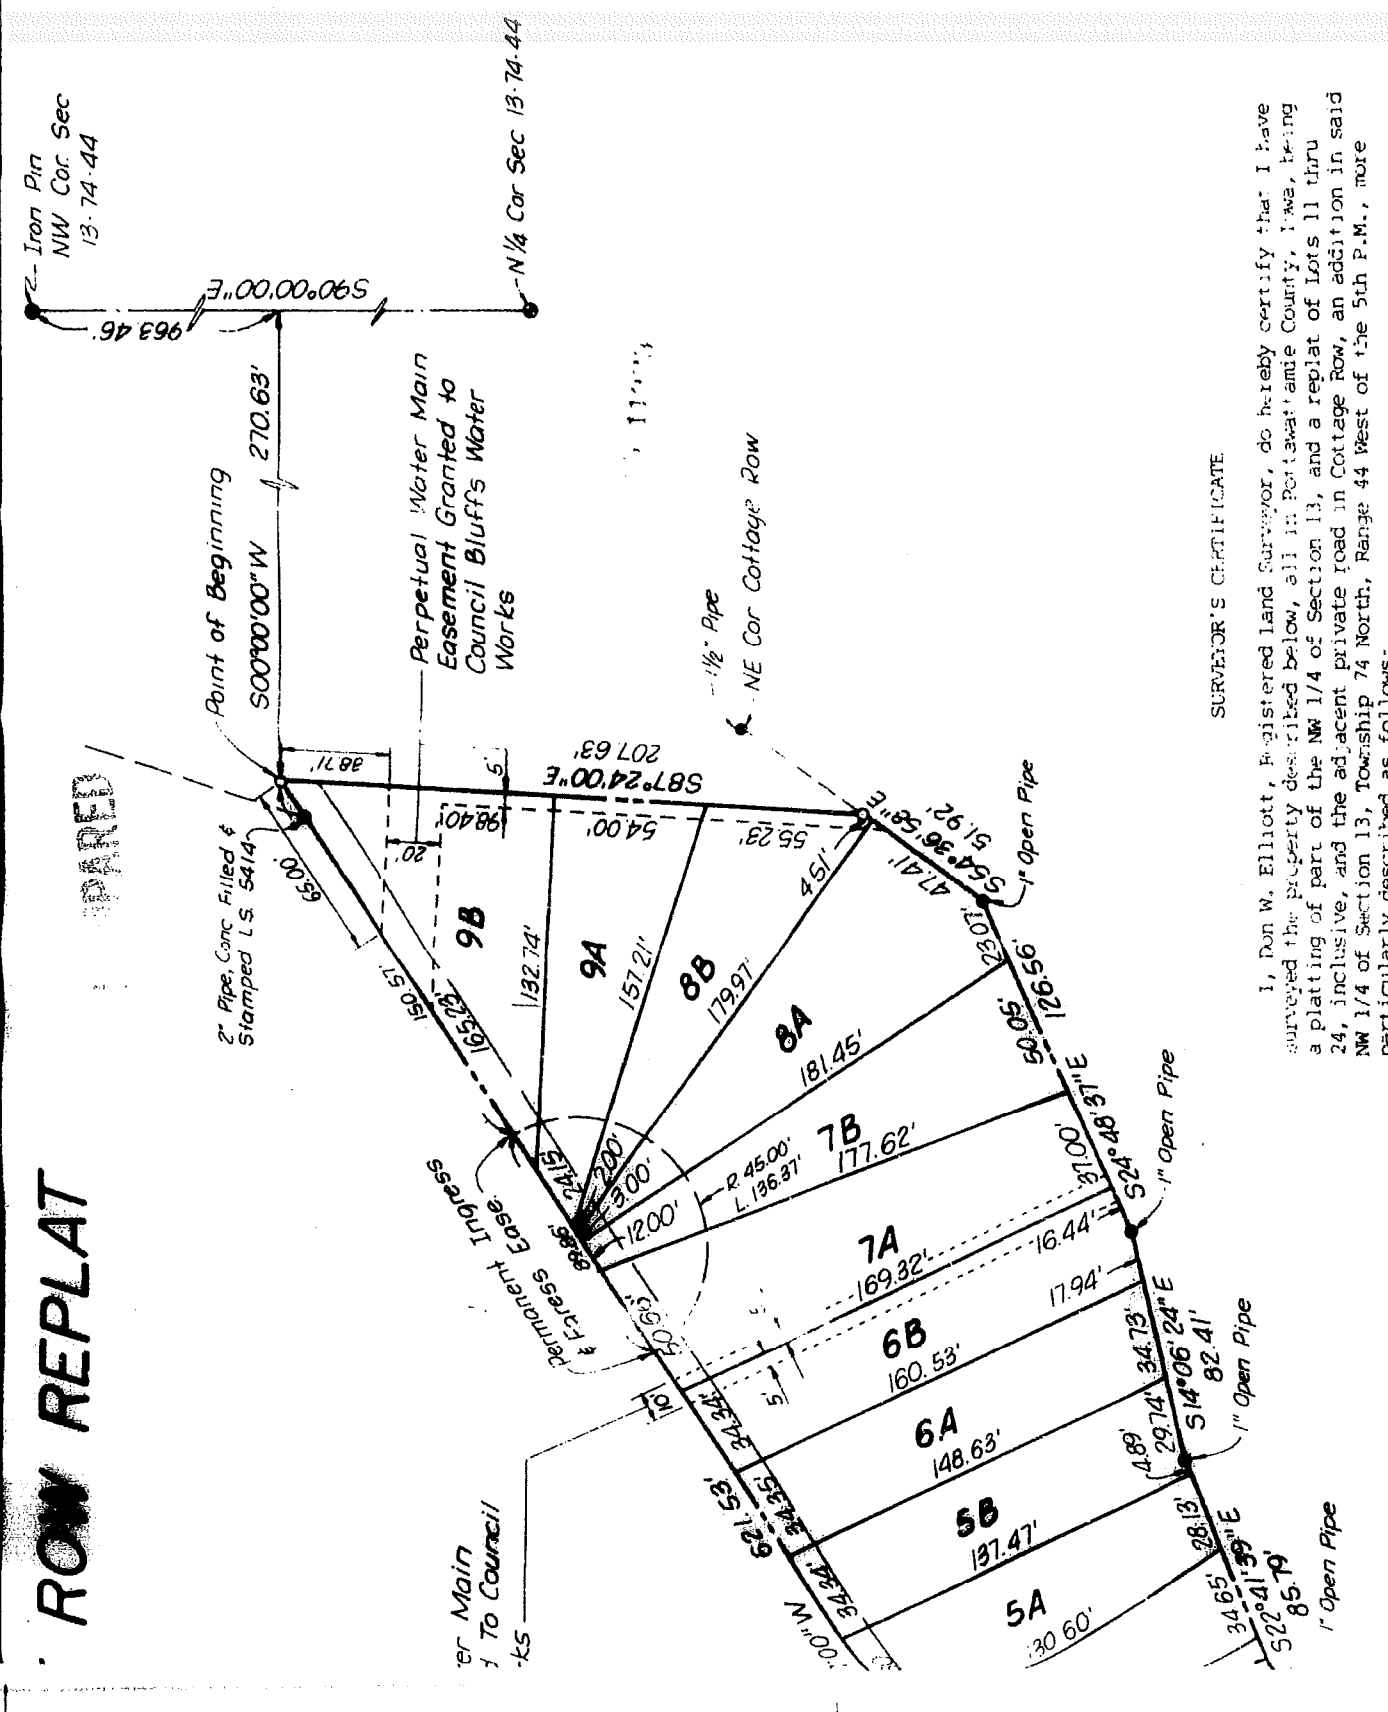 ROW REPLAT
PARED
Iron Pin
NW Cor. Sec
13-74-44
963.46'
S90°00'00"E
N¼ Cor Sec 13-74-44
Point of Beginning
S00°00'00"W 270.63'
2" Pipe, Conc Filled &
Stamped L.S. 5414
Perpetual Water Main
Easement Granted to
Council Bluffs Water
Works
1½" Pipe
NE Cor Cottage Row
65.00'
38.71'
20'
98.40'
5'
S87°24'00"E
207.63'
54.00'
55.23'
150.57'
165.23'
9B
132.74'
9A
157.21'
8B
179.97'
4.51'
S54°36'58"E
51.92'
47.41'
1" Open Pipe
8A
181.45'
23.07'
50.05'
126.56'
S24°48'37"E
7B
177.62'
37.00'
1" Open Pipe
Permanent Ingress
& Egress Ease.
24.15'
2.00'
3.00'
12.00'
R. 45.00'
L. 136.37'
7A
169.32'
16.44'
10'
5'
6B
160.53'
17.94'
34.73'
S14°06'24"E
82.41'
1" Open Pipe
34.34'
6A
148.63'
29.74'
4.89'
621.53'
34.35'
5B
137.47'
28.13'
34.34'
5A
30.60'
34.65'
S22°41'39"E
85.79'
1" Open Pipe
'00"W
er Main
To Council
ks
SURVEYOR'S CERTIFICATE
I, Don W. Elliott, Registered Land Surveyor, do hereby certify that I have
surveyed the property described below, all in Pottawattamie County, Iowa, being
a platting of part of the NW 1/4 of Section 13, and a replat of Lots 11 thru
24, inclusive, and the adjacent private road in Cottage Row, an addition in said
NW 1/4 of Section 13, Township 74 North, Range 44 West of the 5th P.M., more
particularly described as follows: